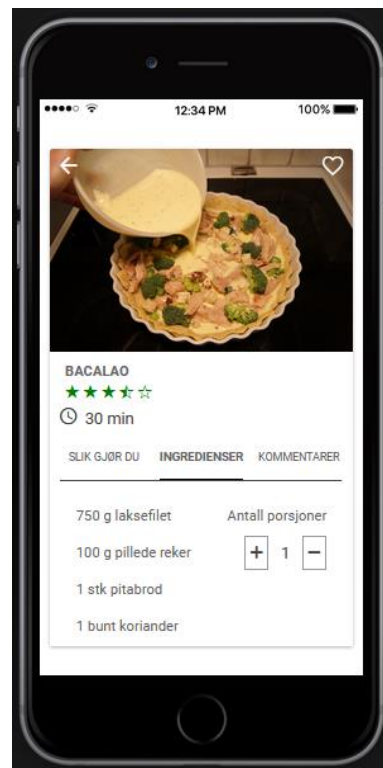 12:34 PM 100%
BACALAO
30 min
SLIK GJØR DU INGREDIENSER KOMMENTARER
750 g laksefilet Antall porsjoner
100 g pillede reker + 1 −
1 stk pitabrod
1 bunt koriander